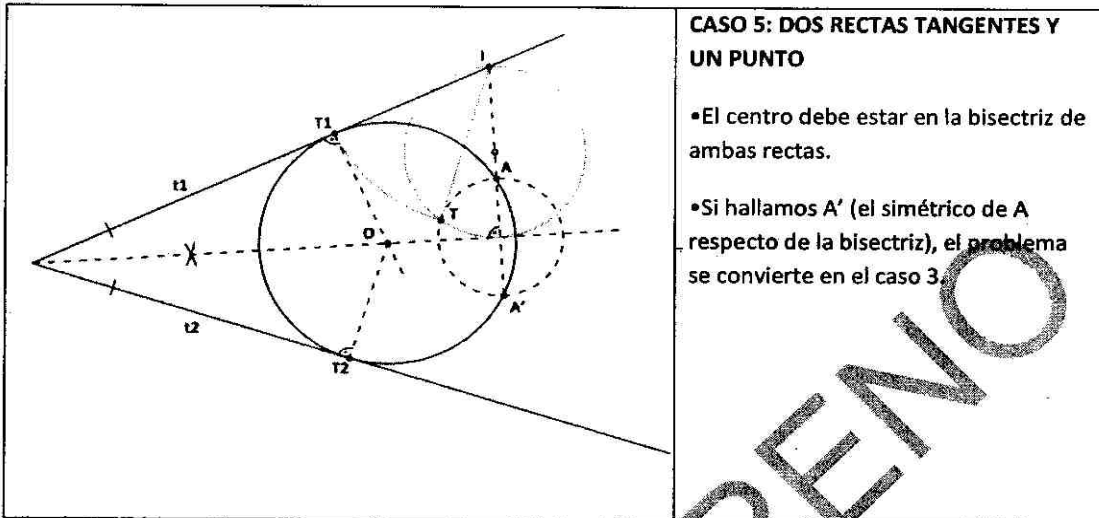 CASO 5: DOS RECTAS TANGENTES Y
UN PUNTO
•El centro debe estar en la bisectriz de
ambas rectas.
•Si hallamos A' (el simétrico de A
respecto de la bisectriz), el problema
se convierte en el caso 3.
I
T1
t1
A
T
O
t2
A'
T2
RENO